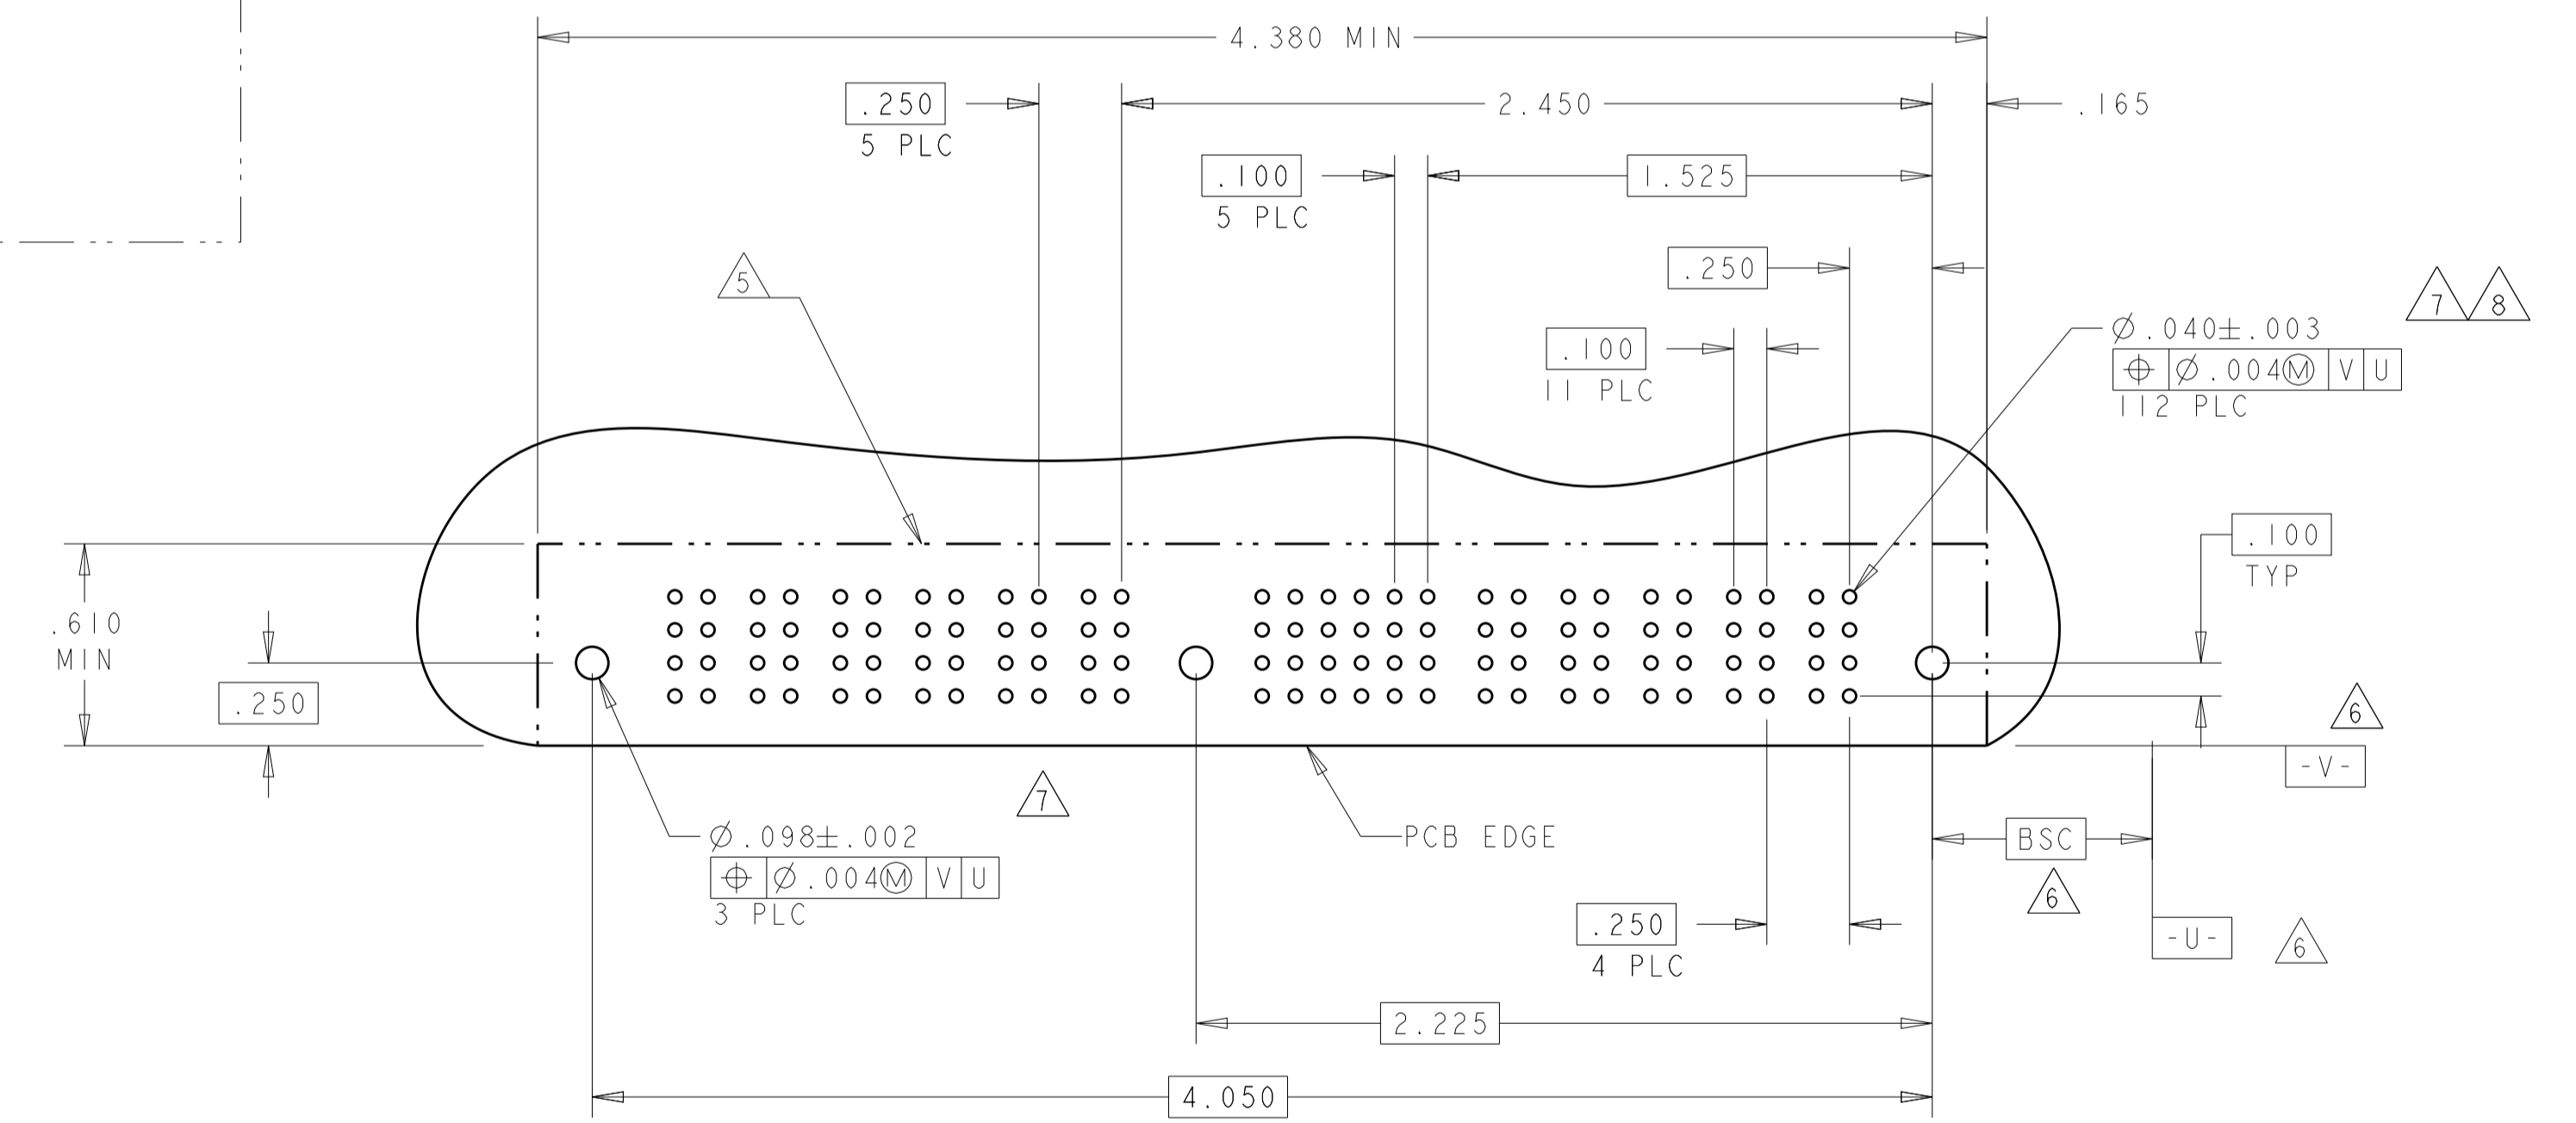 4.380 MIN
.250
5 PLC
2.450
.165
.100
5 PLC
1.525
.250
5
7 8
.100
11 PLC
Ø.040±.003
⌖ Ø.004Ⓜ V U
112 PLC
.100
TYP
.610
MIN
.250
6
-V-
7
Ø.098±.002
⌖ Ø.004Ⓜ V U
3 PLC
PCB EDGE
BSC
6
.250
4 PLC
-U-
6
2.225
4.050